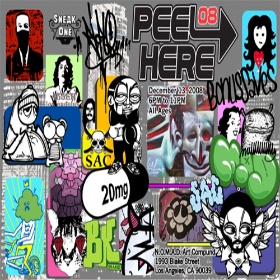 SNEAK
ONE
PEEL 08
HERE
December 13, 2008
6PM to 11PM
All Ages
SAC
20mg
N.O.M.A.D. Art Compound
1993 Blake Street
Los Angeles, CA 90039